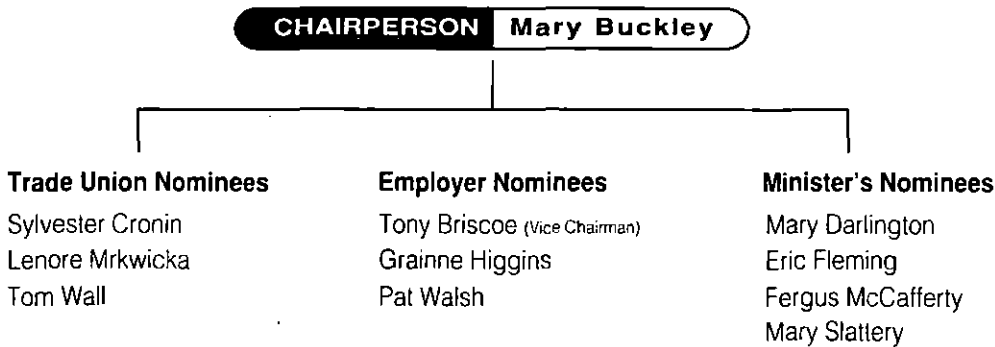 CHAIRPERSON Mary Buckley
Trade Union Nominees
Sylvester Cronin
Lenore Mrkwicka
Tom Wall
Employer Nominees
Tony Briscoe (Vice Chairman)
Grainne Higgins
Pat Walsh
Minister's Nominees
Mary Darlington
Eric Fleming
Fergus McCafferty
Mary Slattery